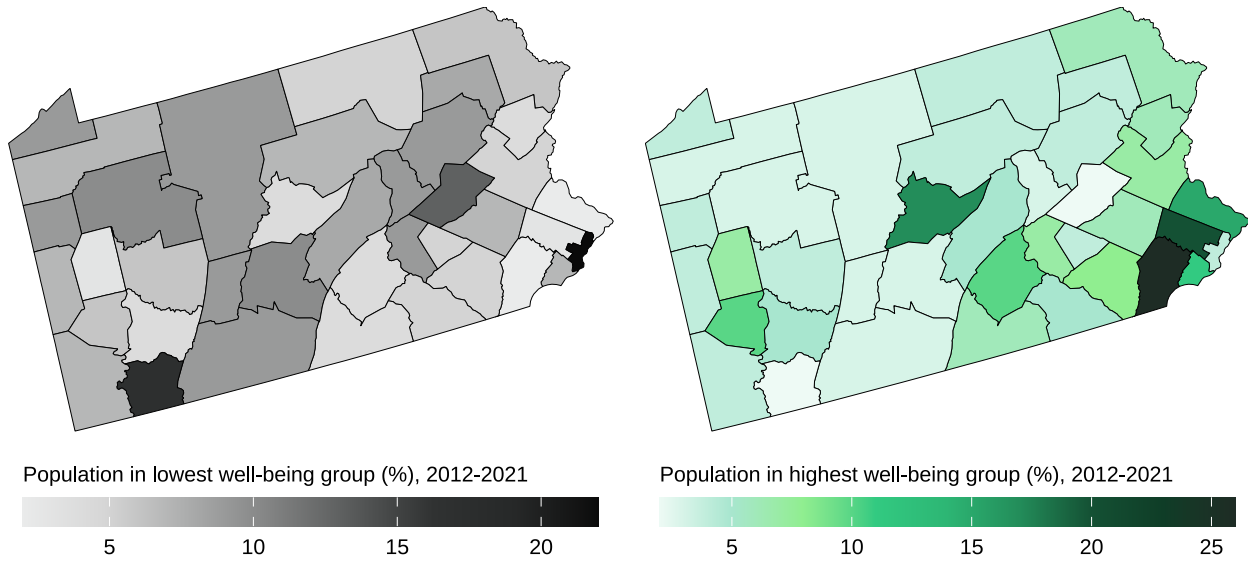 Population in lowest well-being group (%), 2012-2021
5 10 15 20
Population in highest well-being group (%), 2012-2021
5 10 15 20 25